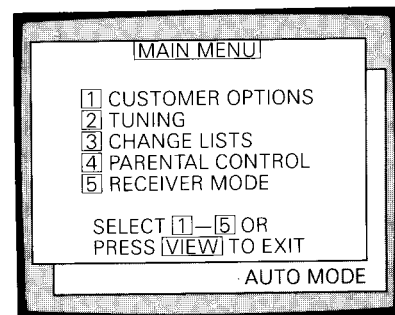 MAIN MENU
1 CUSTOMER OPTIONS
2 TUNING
3 CHANGE LISTS
4 PARENTAL CONTROL
5 RECEIVER MODE
SELECT 1—5 OR
PRESS VIEW TO EXIT
AUTO MODE